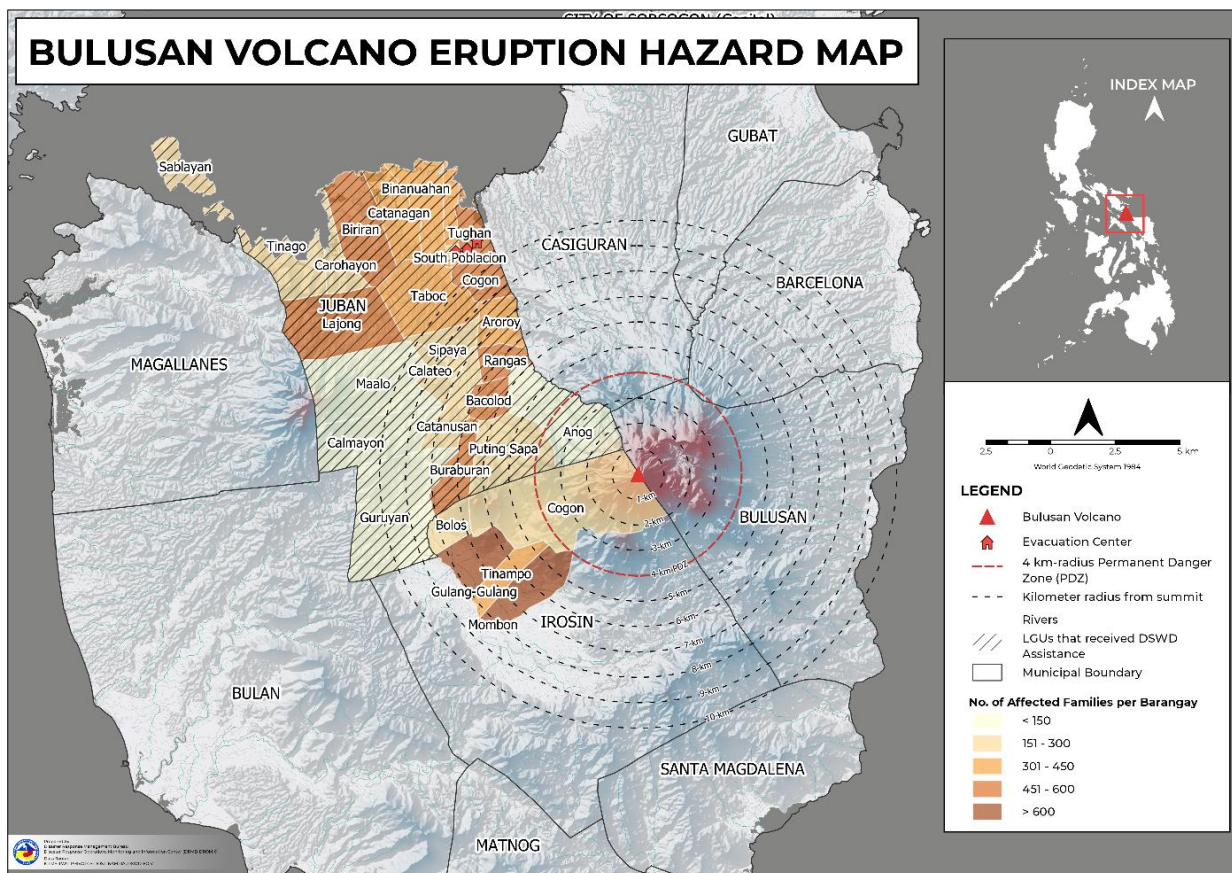 CITY OF SORSOGON (Capital)
BULUSAN VOLCANO ERUPTION HAZARD MAP
INDEX MAP
GUBAT
Sablayan
Binanuahan
Catanagan
Biriran
Tughan
Tinago
CASIGURAN
South Poblacion
Carohayon
Cogon
BARCELONA
Taboc
JUBAN
Lajong
Aroroy
Sipaya
MAGALLANES
Rangas
Calateo
Maalo
Bacolod
Catanusan
Anog
Calmayon
Puting Sapa
Buraburan
1-km
Cogon
Guruyan
BULUSAN
Bolos
2-km
3-km
4-km PDZ
Tinampo
Gulang-Gulang
5-km
Mombon
IROSIN
6-km
7-km
8-km
9-km
BULAN
10-km
SANTA MAGDALENA
MATNOG
2.5 0 2.5 5 km
World Geodetic System 1984
LEGEND
Bulusan Volcano
Evacuation Center
4 km-radius Permanent Danger
Zone (PDZ)
Kilometer radius from summit
Rivers
LGUs that received DSWD
Assistance
Municipal Boundary
No. of Affected Families per Barangay
< 150
151 - 300
301 - 450
451 - 600
> 600